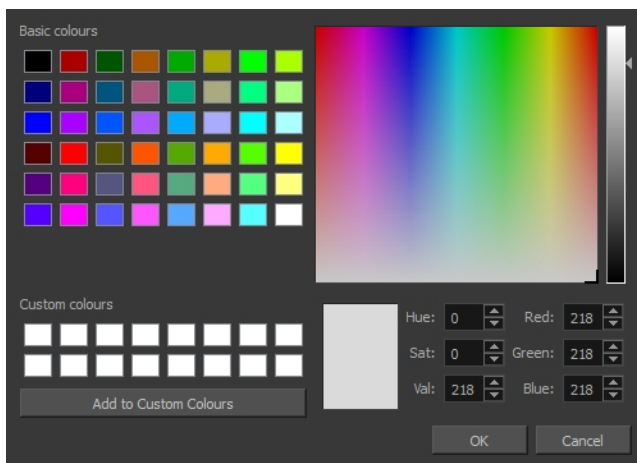 Basic colours
Custom colours
Add to Custom Colours
Hue: 0 Red: 218
Sat: 0 Green: 218
Val: 218 Blue: 218
OK Cancel